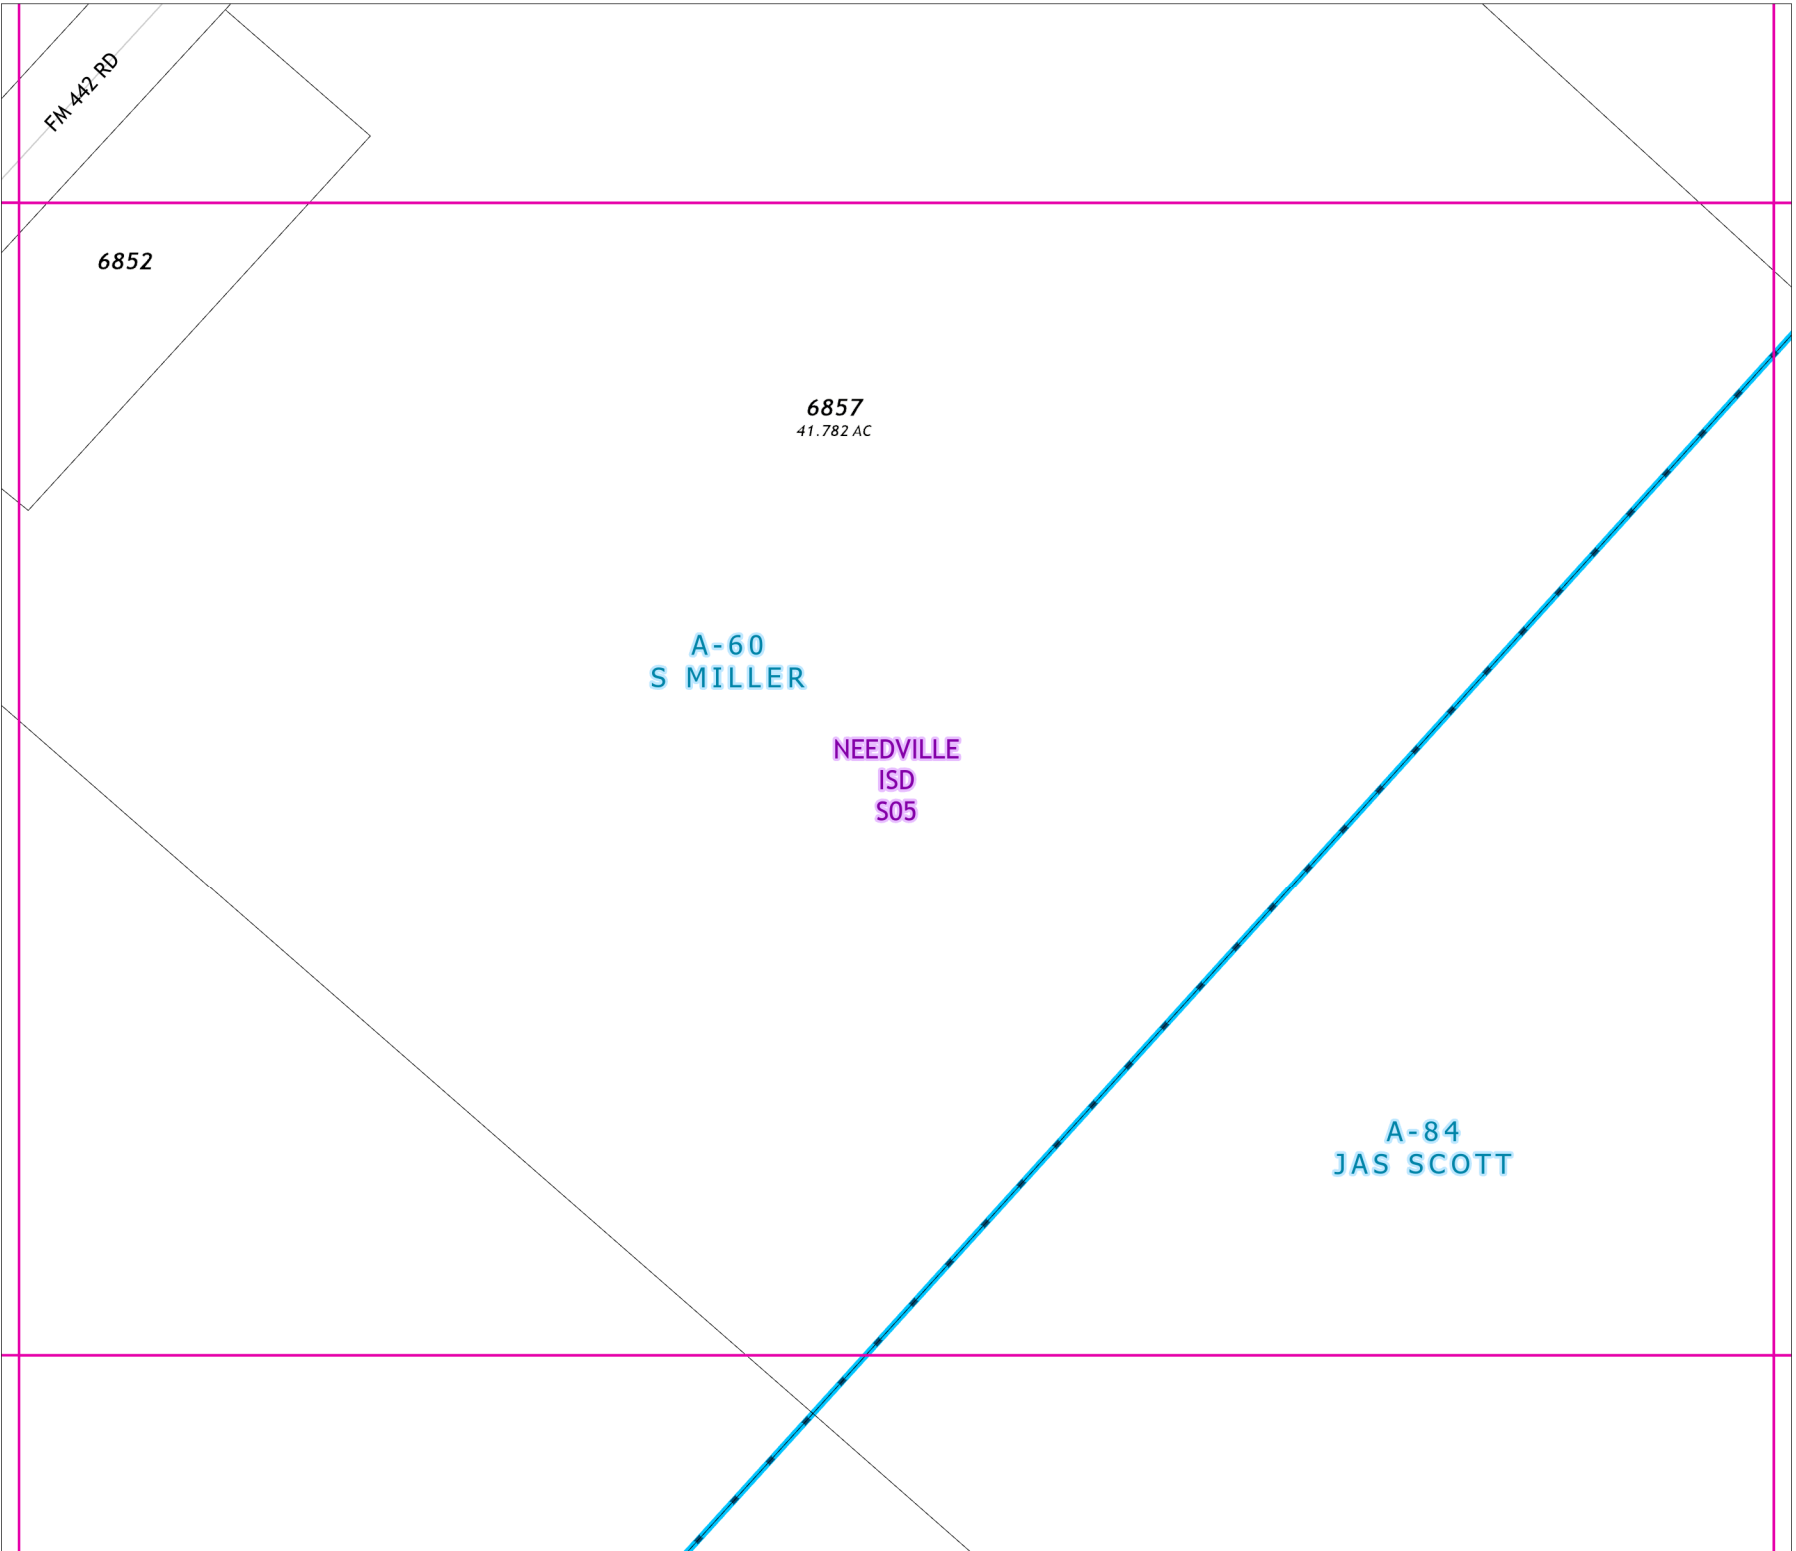 FM 442 RD
6852
6857
41.782 AC
A-60
S MILLER
NEEDVILLE
ISD
S05
A-84
JAS SCOTT